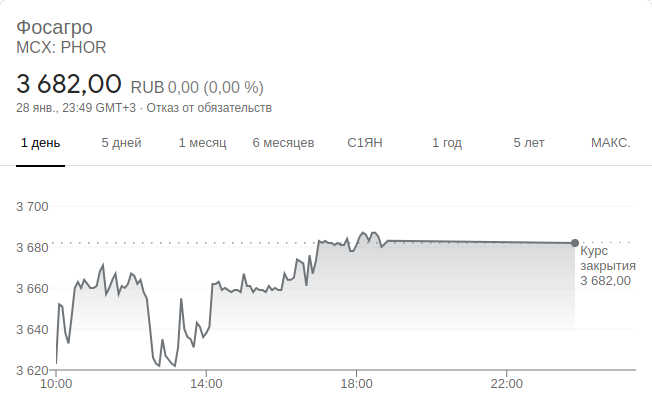 Фосагро
MCX: PHOR
3 682,00 RUB 0,00 (0,00 %)
28 янв., 23:49 GMT+3 · Отказ от обязательств
1 день 5 дней 1 месяц 6 месяцев С1ЯН 1 год 5 лет МАКС.
3 700
3 680
3 660
3 640
3 620
Курс
закрытия
3 682,00
10:00 14:00 18:00 22:00